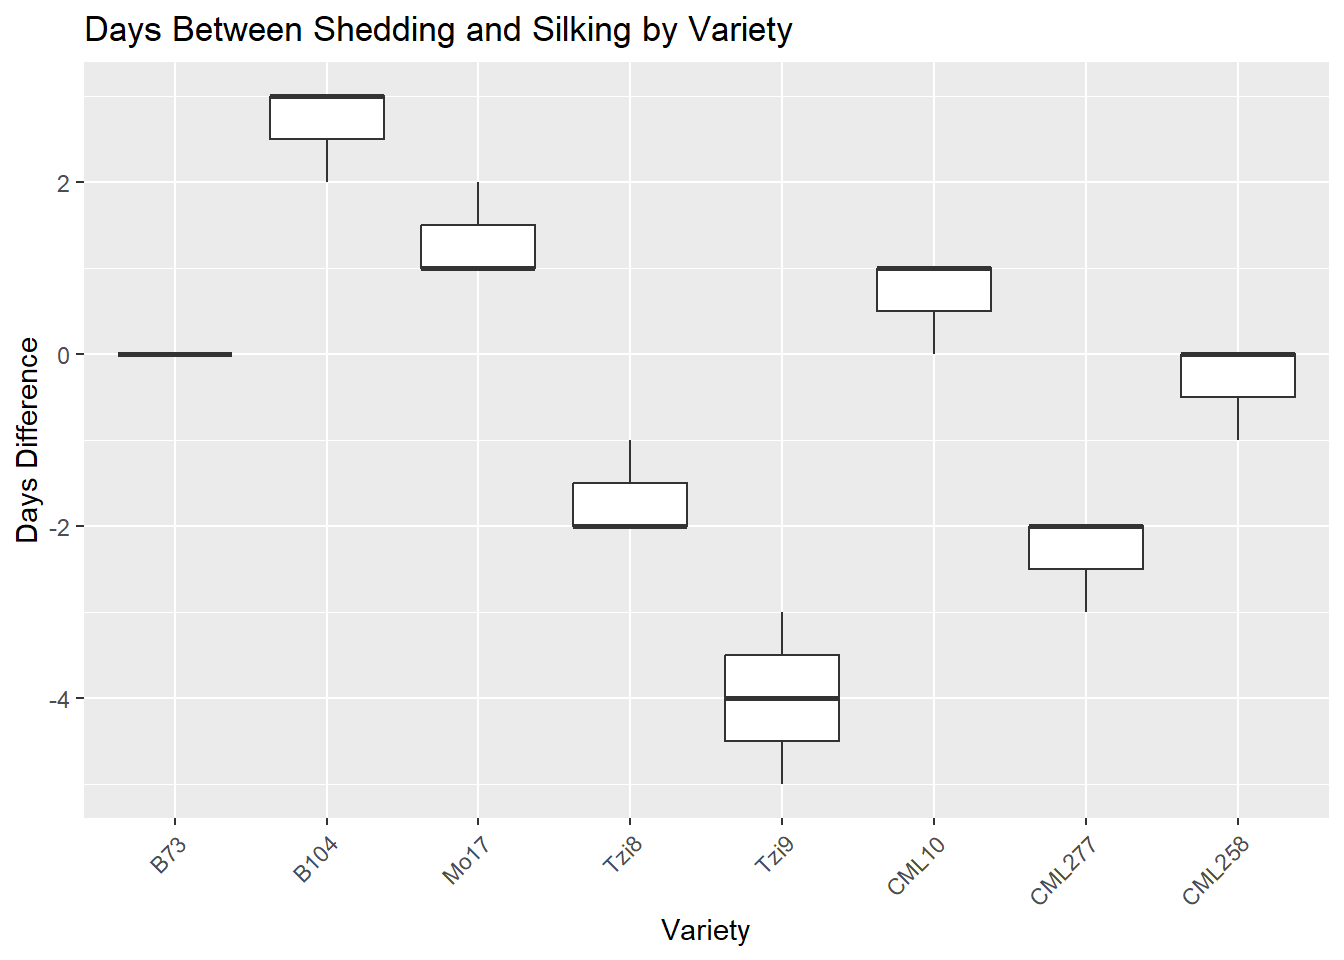 Days Between Shedding and Silking by Variety
Days Difference
2
0
-2
-4
B73
B104
Mo17
Tzi8
Tzi9
CML10
CML277
CML258
Variety